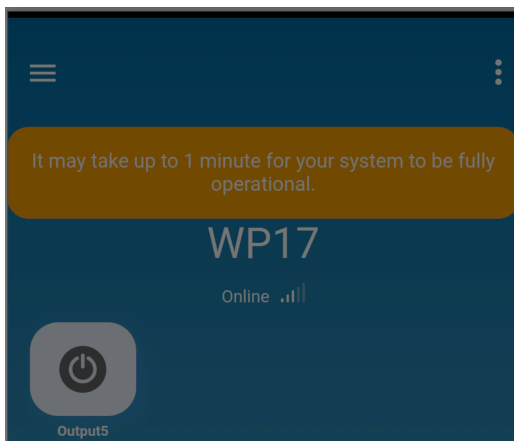 It may take up to 1 minute for your system to be fully
operational.
WP17
Online
Output5